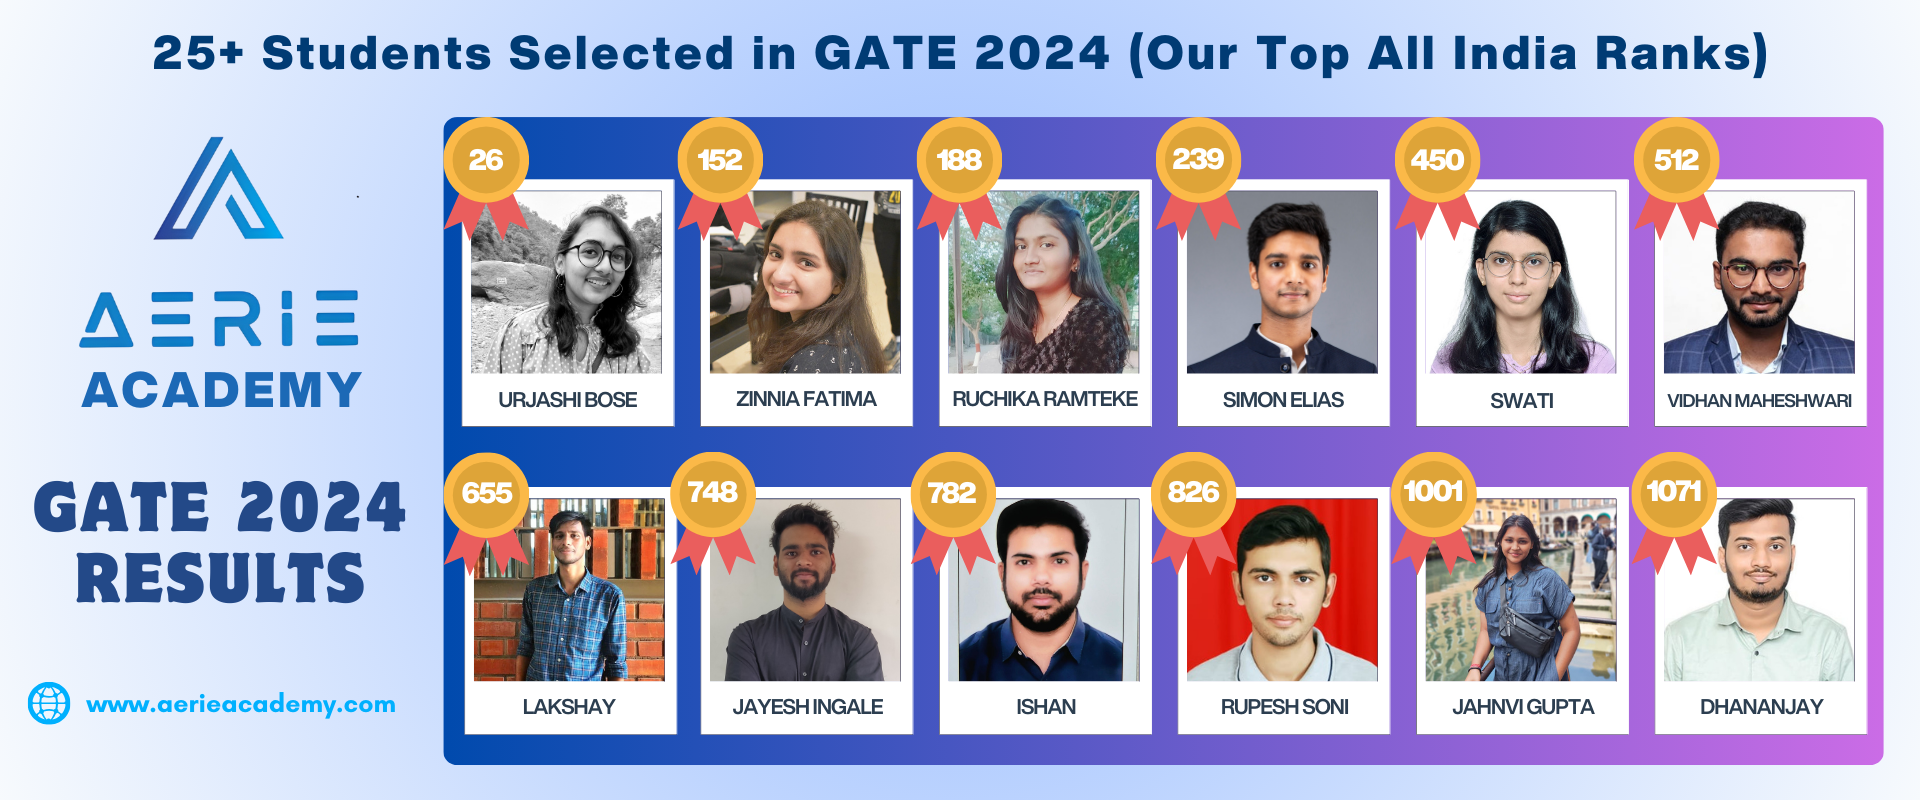 25+ Students Selected in GATE 2024 (Our Top All India Ranks)
AERIE
ACADEMY
GATE 2024
RESULTS
www.aerieacademy.com
26
152
188
239
450
512
URJASHI BOSE
ZINNIA FATIMA
RUCHIKA RAMTEKE
SIMON ELIAS
SWATI
VIDHAN MAHESHWARI
655
748
782
826
1001
1071
LAKSHAY
JAYESH INGALE
ISHAN
RUPESH SONI
JAHNVI GUPTA
DHANANJAY